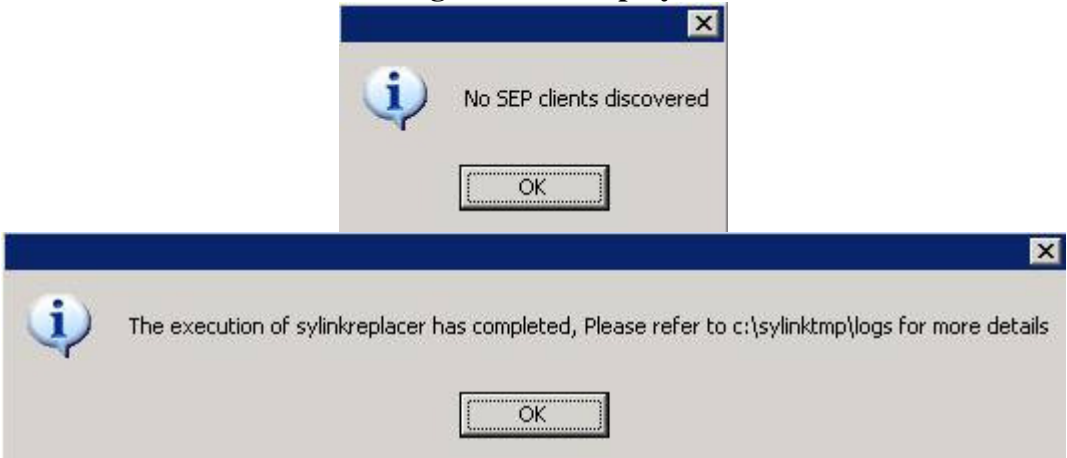 No SEP clients discovered
OK
The execution of sylinkreplacer has completed, Please refer to c:\sylinktmp\logs for more details
OK